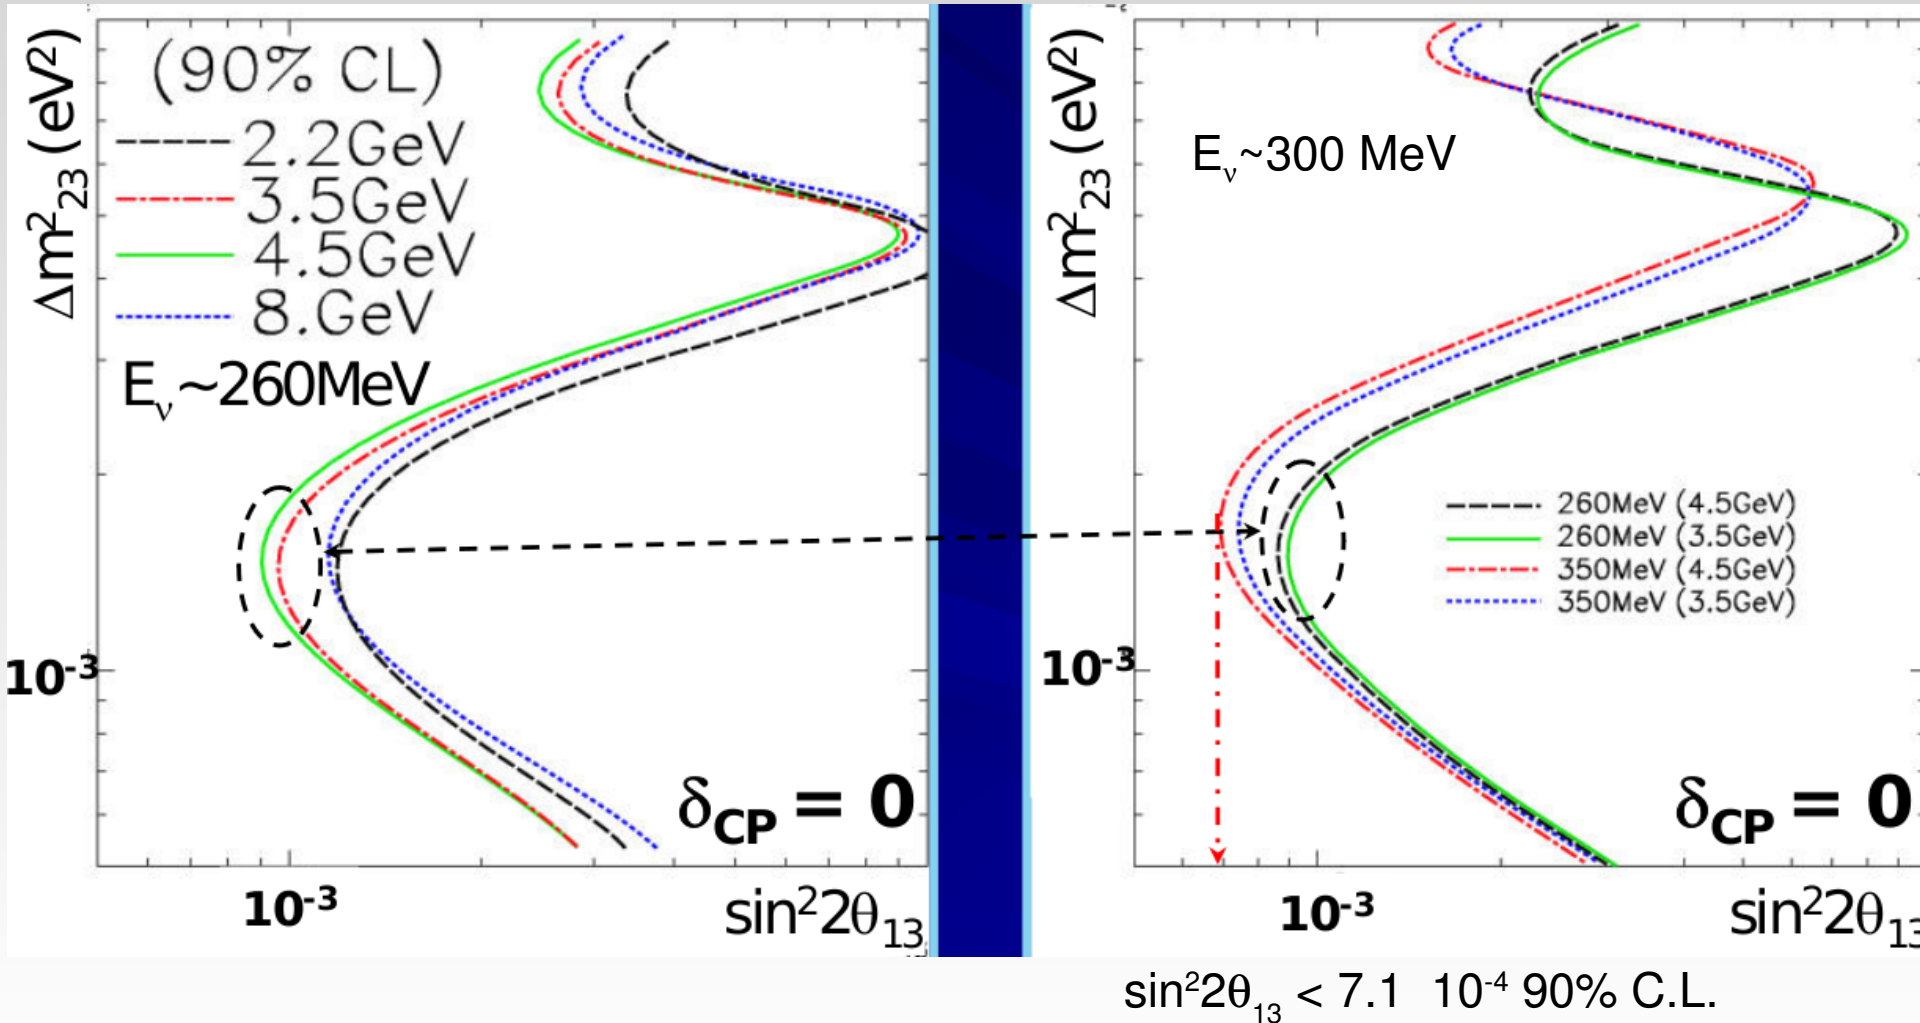 Δm²₂₃ (eV²)
(90% CL)
2.2GeV
3.5GeV
4.5GeV
8.GeV
Eᵥ~260MeV
10⁻³
δCP = 0
10⁻³
sin²2θ₁₃
Δm²₂₃ (eV²)
Eᵥ~300 MeV
260MeV (4.5GeV)
260MeV (3.5GeV)
350MeV (4.5GeV)
350MeV (3.5GeV)
10⁻³
δCP = 0
10⁻³
sin²2θ₁₃
sin²2θ₁₃ < 7.1 10⁻⁴ 90% C.L.